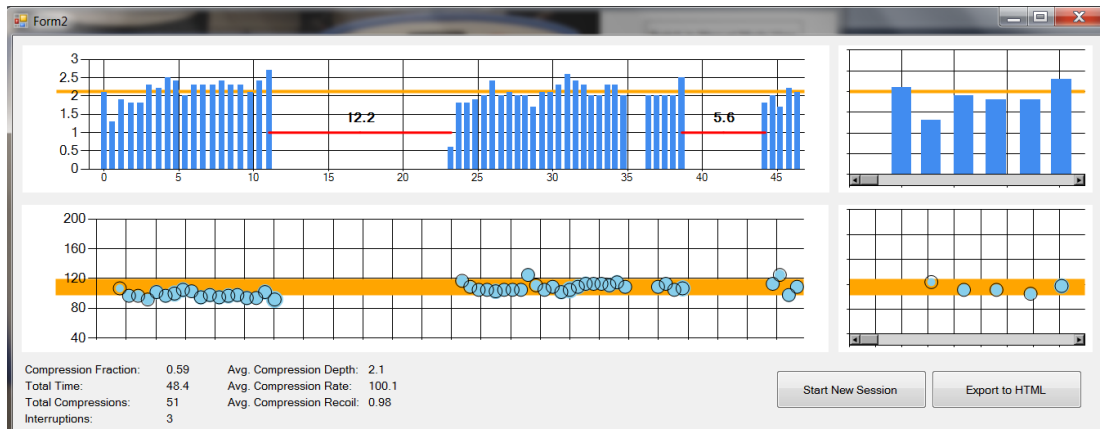 Form2
3
2.5
2
1.5
1
0.5
0
12.2
5.6
0 5 10 15 20 25 30 35 40 45
200
160
120
80
40
Compression Fraction: 0.59 Avg. Compression Depth: 2.1
Total Time: 48.4 Avg. Compression Rate: 100.1
Total Compressions: 51 Avg. Compression Recoil: 0.98
Interruptions: 3
Start New Session Export to HTML